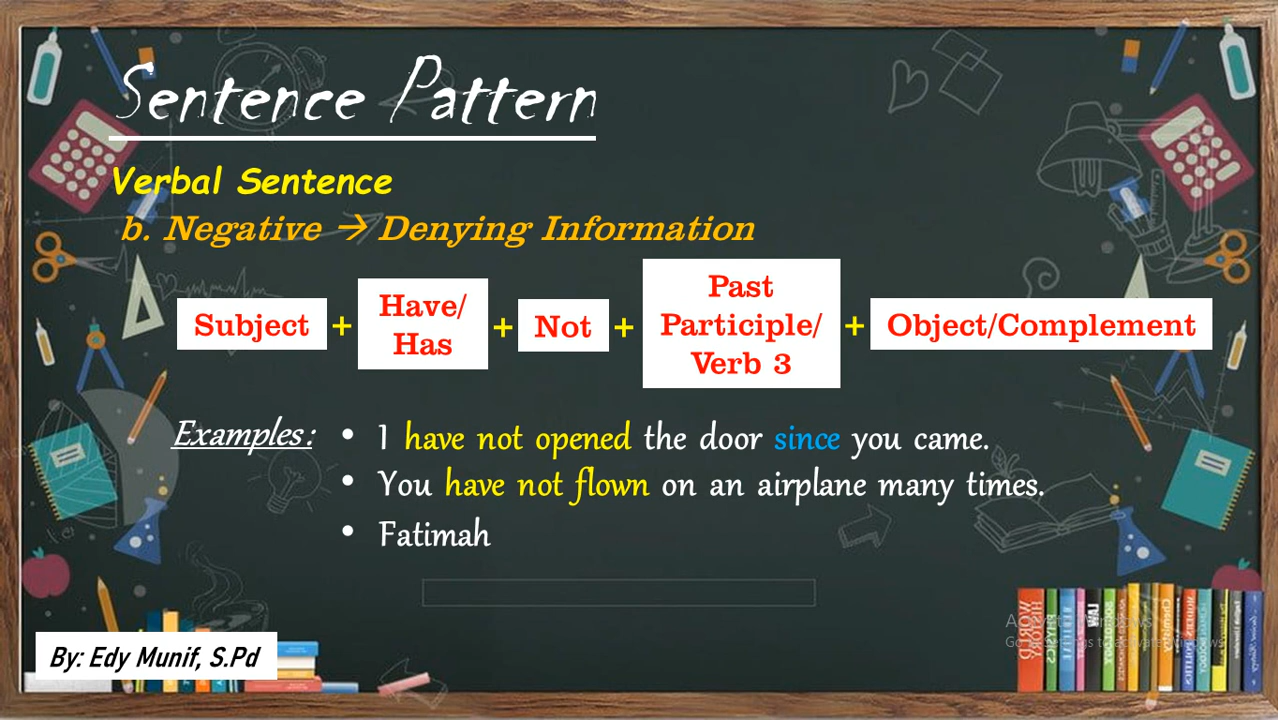 Sentence Pattern
Verbal Sentence
b. Negative → Denying Information
Subject + Have/ Has + Not + Past Participle/ Verb 3 + Object/Complement
Examples:
• I have not opened the door since you came.
• You have not flown on an airplane many times.
• Fatimah
By: Edy Munif, S.Pd